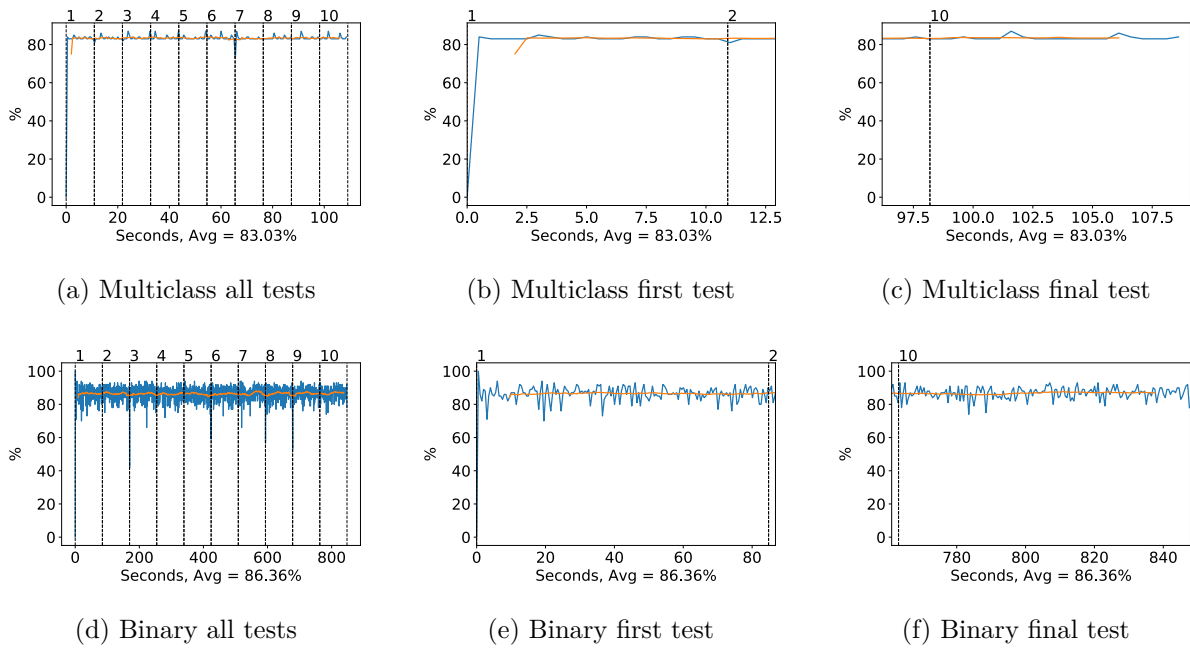 1 2 3 4 5 6 7 8 9 10
80
60
40
20
0
%
0 20 40 60 80 100
Seconds, Avg = 83.03%
(a) Multiclass all tests
1 2
80
60
40
20
0
%
0.0 2.5 5.0 7.5 10.0 12.5
Seconds, Avg = 83.03%
(b) Multiclass first test
10
80
60
40
20
0
%
97.5 100.0 102.5 105.0 107.5
Seconds, Avg = 83.03%
(c) Multiclass final test
1 2 3 4 5 6 7 8 9 10
100
80
60
40
20
0
%
0 200 400 600 800
Seconds, Avg = 86.36%
(d) Binary all tests
1 2
100
80
60
40
20
0
%
0 20 40 60 80
Seconds, Avg = 86.36%
(e) Binary first test
10
100
80
60
40
20
0
%
780 800 820 840
Seconds, Avg = 86.36%
(f) Binary final test